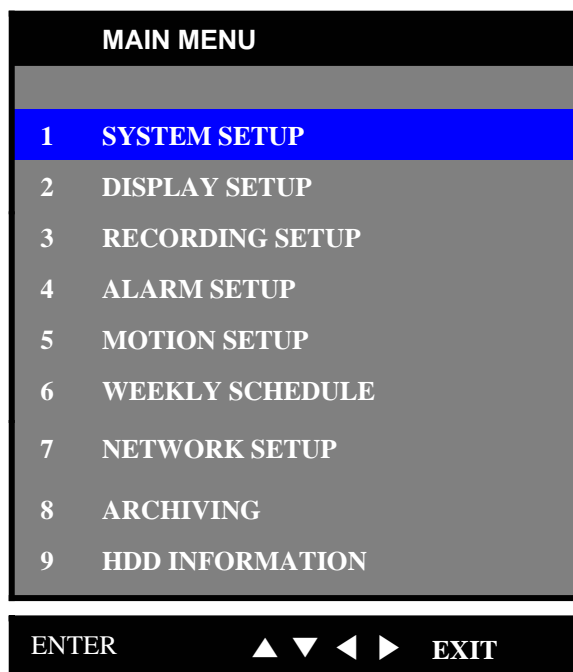 MAIN MENU
1 SYSTEM SETUP
2 DISPLAY SETUP
3 RECORDING SETUP
4 ALARM SETUP
5 MOTION SETUP
6 WEEKLY SCHEDULE
7 NETWORK SETUP
8 ARCHIVING
9 HDD INFORMATION
ENTER ▲ ▼ ◀ ▶ EXIT